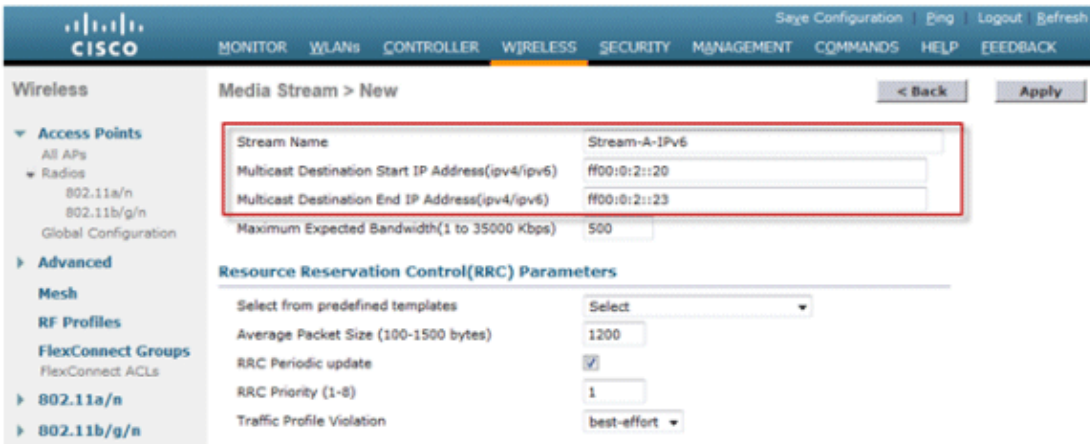 Save Configuration Ping Logout Refresh
CISCO
MONITOR WLANs CONTROLLER WIRELESS SECURITY MANAGEMENT COMMANDS HELP FEEDBACK
Wireless
Access Points
All APs
Radios
802.11a/n
802.11b/g/n
Global Configuration
Advanced
Mesh
RF Profiles
FlexConnect Groups
FlexConnect ACLs
802.11a/n
802.11b/g/n
Media Stream > New
< Back
Apply
Stream Name Stream-A-IPv6
Multicast Destination Start IP Address(ipv4/ipv6) ff00:0:2::20
Multicast Destination End IP Address(ipv4/ipv6) ff00:0:2::23
Maximum Expected Bandwidth(1 to 35000 Kbps) 500
Resource Reservation Control(RRC) Parameters
Select from predefined templates Select
Average Packet Size (100-1500 bytes) 1200
RRC Periodic update
RRC Priority (1-8) 1
Traffic Profile Violation best-effort